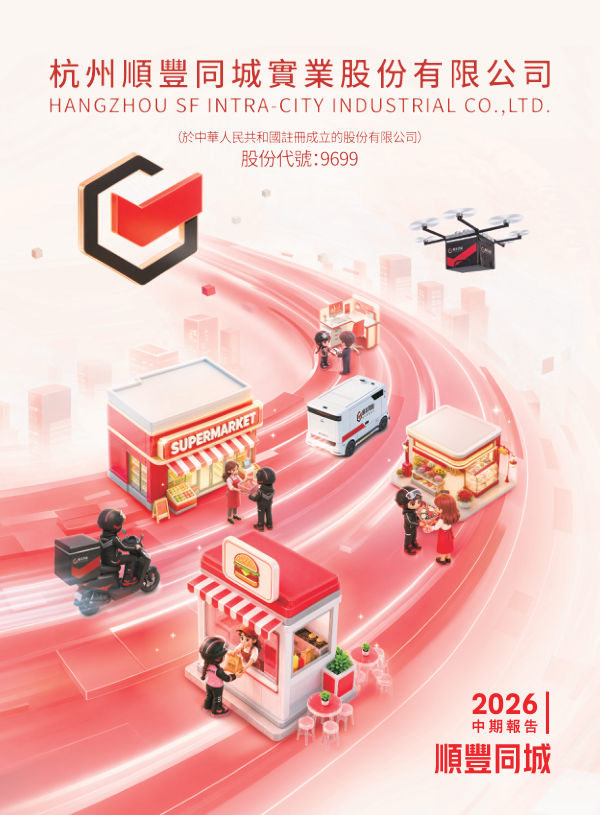 杭州順豐同城實業股份有限公司
HANGZHOU SF INTRA-CITY INDUSTRIAL CO.,LTD.
（於中華人民共和國註冊成立的股份有限公司）
股份代號：9699
SUPERMARKET
2026
中期報告
順豐同城